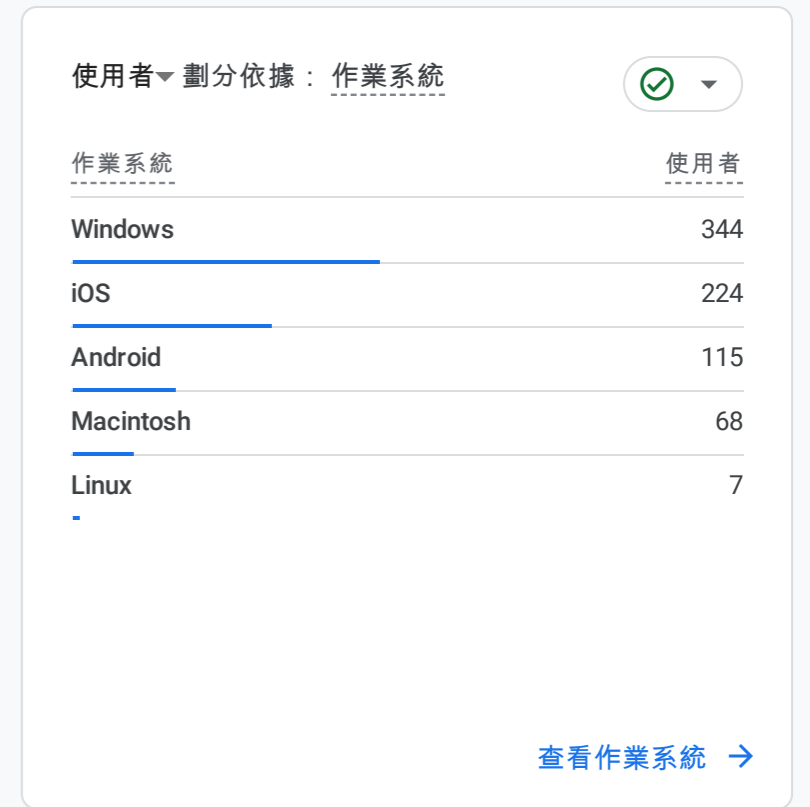 使用者 劃分依據： 作業系統
作業系統 使用者
Windows 344
iOS 224
Android 115
Macintosh 68
Linux 7
查看作業系統